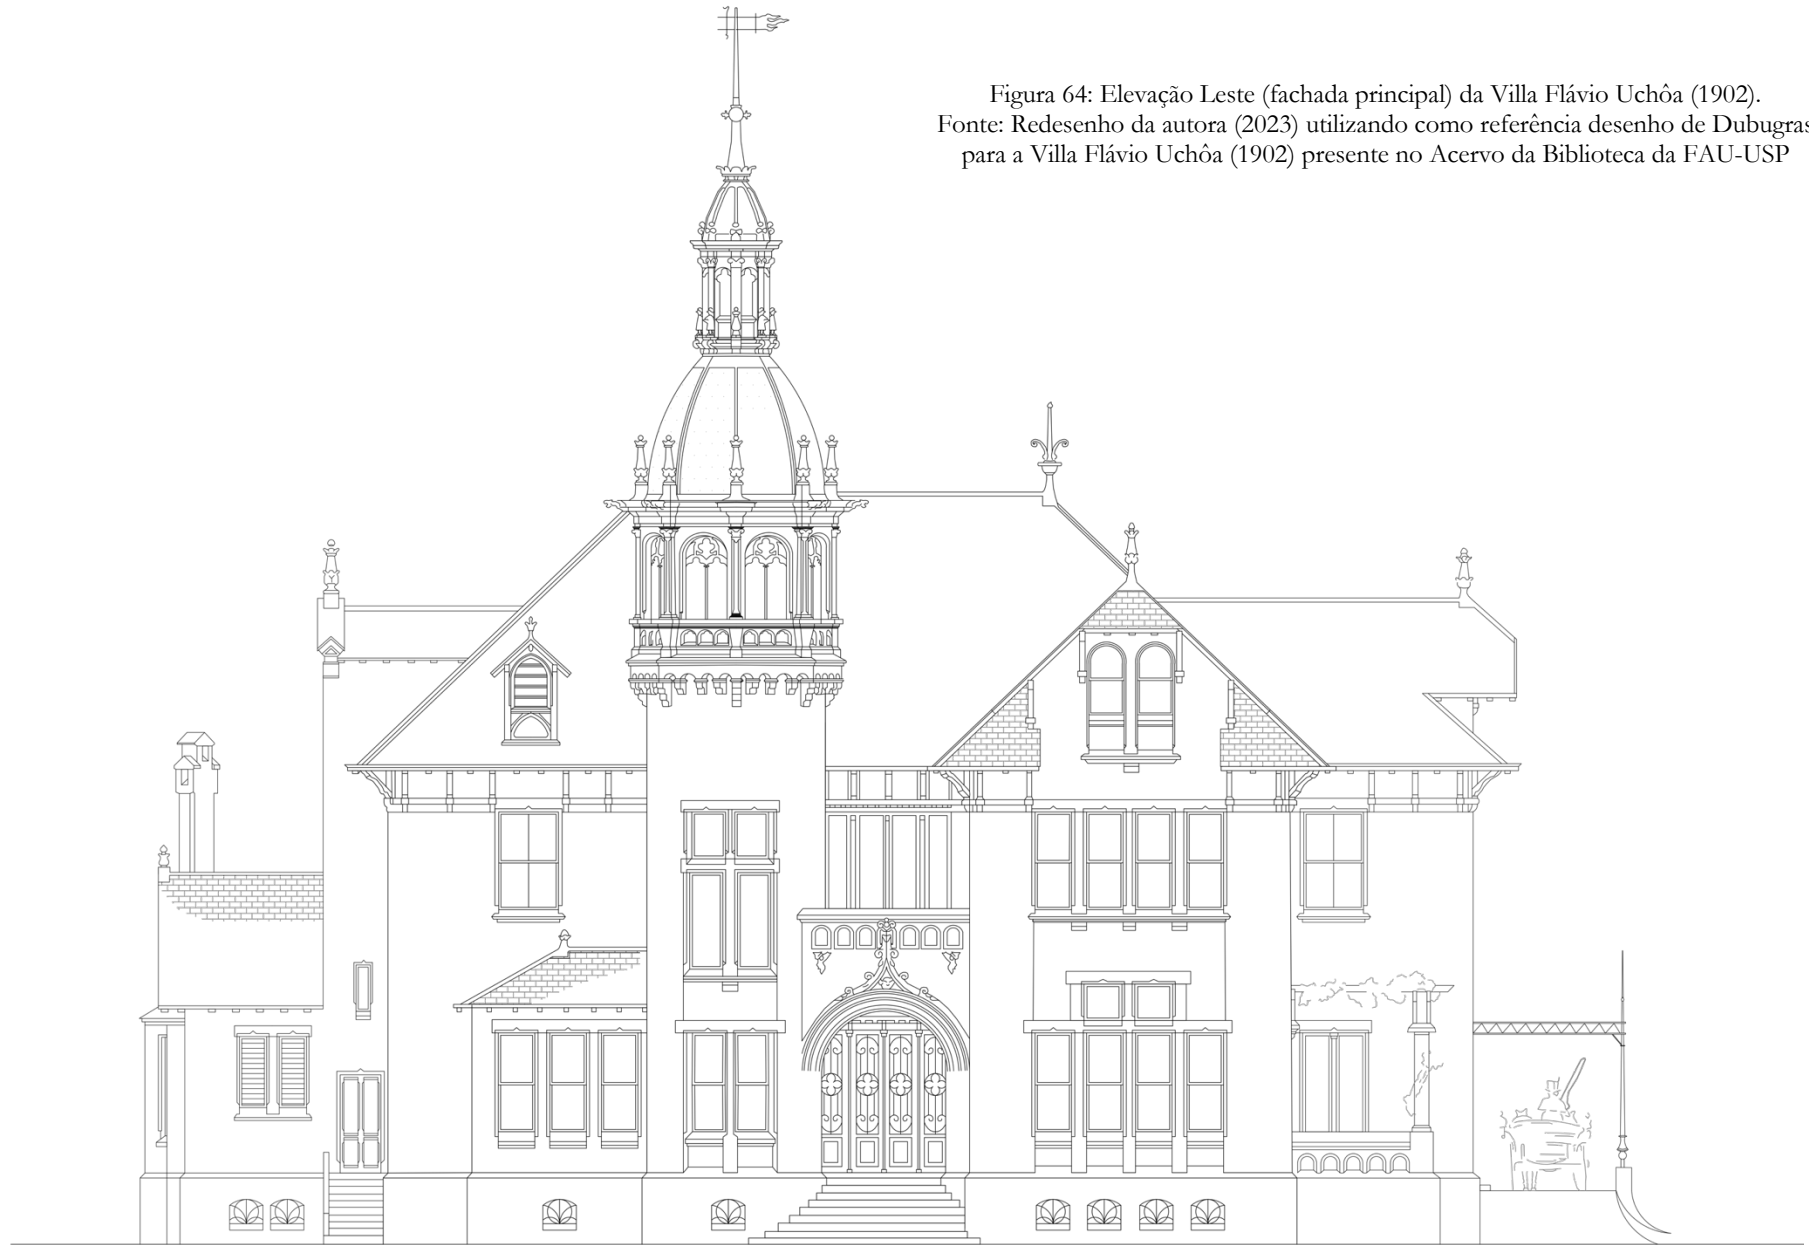 Figura 64: Elevação Leste (fachada principal) da Villa Flávio Uchôa (1902).
Fonte: Redesenho da autora (2023) utilizando como referência desenho de Dubugras
para a Villa Flávio Uchôa (1902) presente no Acervo da Biblioteca da FAU-USP